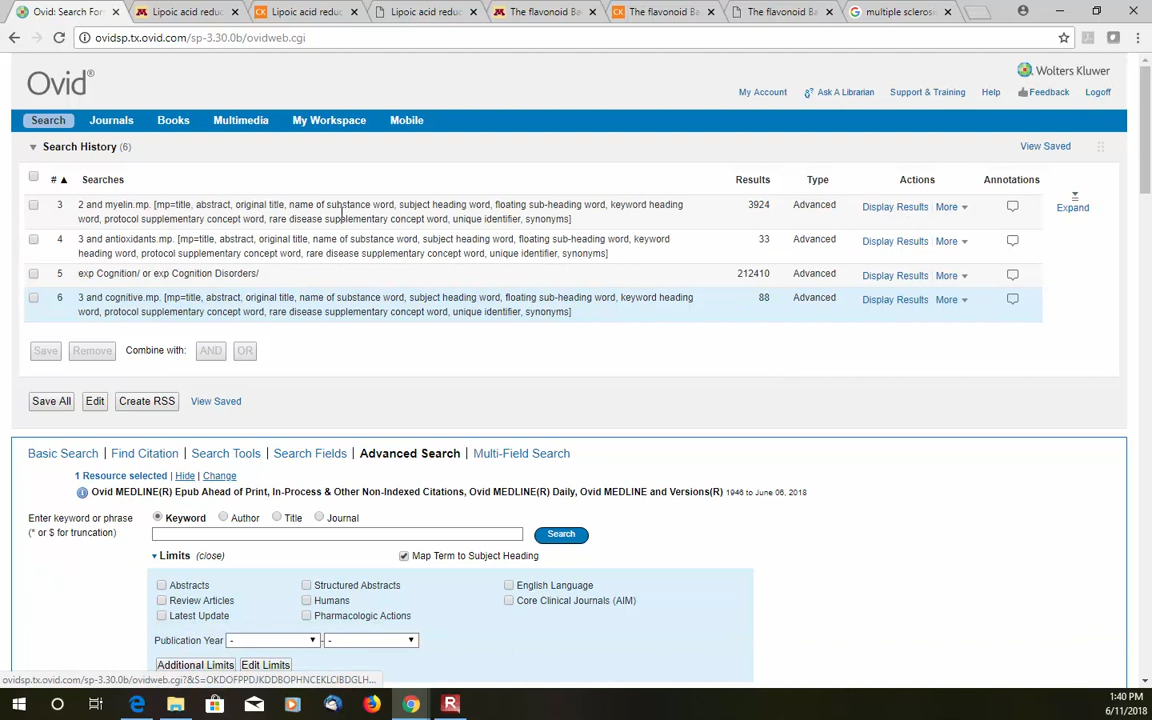 Ovid: Search For
Lipoic acid reduc
Lipoic acid reduc
Lipoic acid reduc
The flavonoid Ba
The flavonoid Ba
The flavonoid Ba
multiple scleros
ovidsp.tx.ovid.com/sp-3.30.0b/ovidweb.cgi
Ovid®
Wolters Kluwer
My Account Ask A Librarian Support & Training Help Feedback Logoff
Search Journals Books Multimedia My Workspace Mobile
Search History (6) View Saved
# ▲ Searches Results Type Actions Annotations
3 2 and myelin.mp. [mp=title, abstract, original title, name of substance word, subject heading word, floating sub-heading word, keyword heading 3924 Advanced Display Results More
word, protocol supplementary concept word, rare disease supplementary concept word, unique identifier, synonyms]
Expand
4 3 and antioxidants.mp. [mp=title, abstract, original title, name of substance word, subject heading word, floating sub-heading word, keyword 33 Advanced Display Results More
heading word, protocol supplementary concept word, rare disease supplementary concept word, unique identifier, synonyms]
5 exp Cognition/ or exp Cognition Disorders/ 212410 Advanced Display Results More
6 3 and cognitive.mp. [mp=title, abstract, original title, name of substance word, subject heading word, floating sub-heading word, keyword heading 88 Advanced Display Results More
word, protocol supplementary concept word, rare disease supplementary concept word, unique identifier, synonyms]
Save Remove Combine with: AND OR
Save All Edit Create RSS View Saved
Basic Search | Find Citation | Search Tools | Search Fields | Advanced Search | Multi-Field Search
1 Resource selected | Hide | Change
Ovid MEDLINE(R) Epub Ahead of Print, In-Process & Other Non-Indexed Citations, Ovid MEDLINE(R) Daily, Ovid MEDLINE and Versions(R) 1946 to June 06, 2018
Enter keyword or phrase
(* or $ for truncation)
Keyword Author Title Journal
Search
Limits (close) Map Term to Subject Heading
Abstracts Structured Abstracts English Language
Review Articles Humans Core Clinical Journals (AIM)
Latest Update Pharmacologic Actions
Publication Year - - -
Additional Limits Edit Limits
ovidsp.tx.ovid.com/sp-3.30.0b/ovidweb.cgi?&S=OKDOFPPDJKDDBOPHNCEKLCIBDGLH...
1:40 PM
6/11/2018